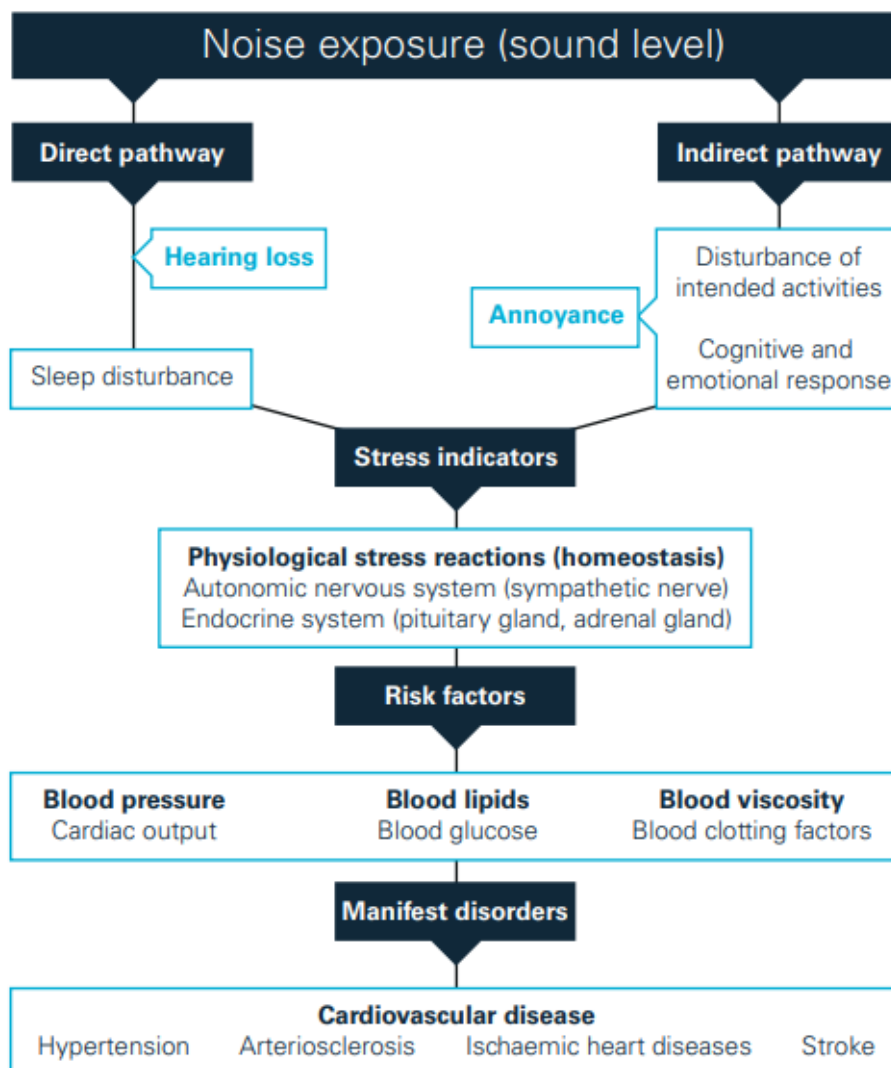 Noise exposure (sound level)
Direct pathway
Indirect pathway
Hearing loss
Disturbance of
intended activities
Annoyance
Cognitive and
emotional response
Sleep disturbance
Stress indicators
Physiological stress reactions (homeostasis)
Autonomic nervous system (sympathetic nerve)
Endocrine system (pituitary gland, adrenal gland)
Risk factors
Blood pressure Blood lipids Blood viscosity
Cardiac output Blood glucose Blood clotting factors
Manifest disorders
Cardiovascular disease
Hypertension Arteriosclerosis Ischaemic heart diseases Stroke